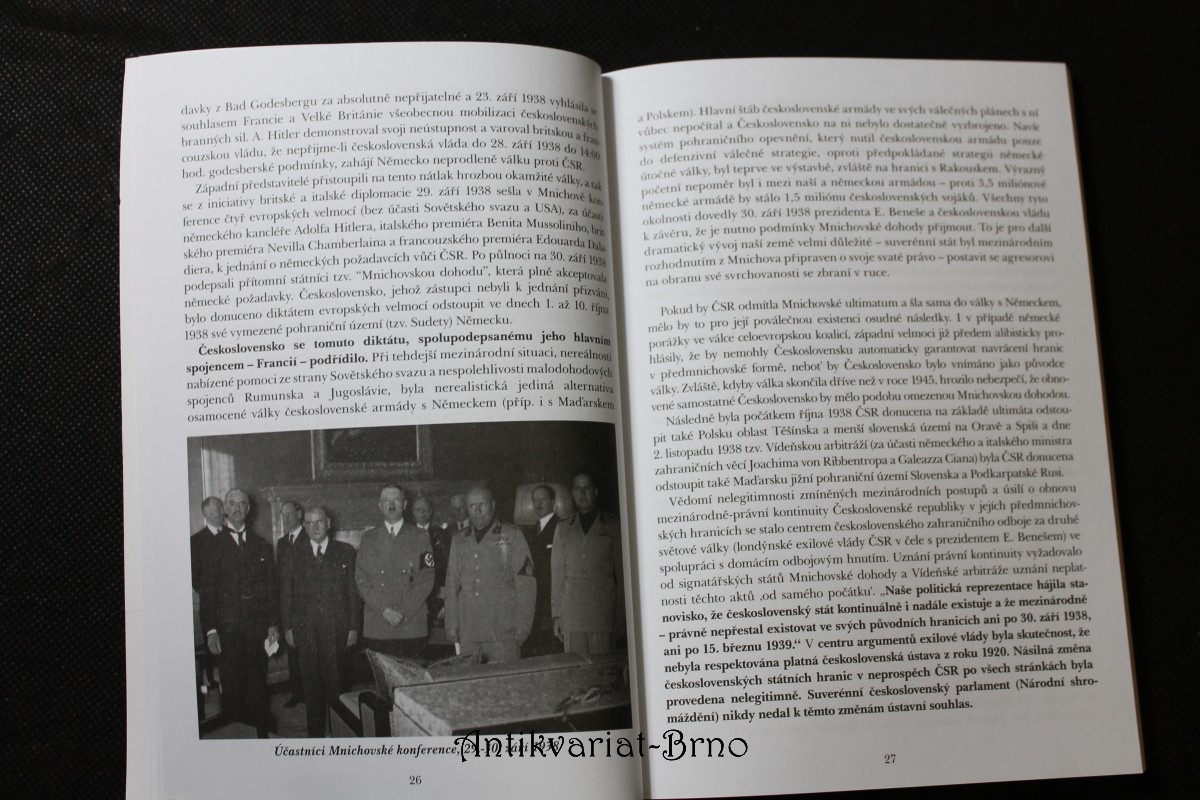 davky z Bad Godesbergu za absolutně nepřijatelné a 23. září 1938 vyhlásila se
souhlasem Francie a Velké Británie všeobecnou mobilizaci československých
branných sil. A. Hitler demonstroval svoji neústupnost a varoval britskou a fran-
couzskou vládu, že nepřijme-li československá vláda do 28. září 1938 do 14:00
hod. godesberské podmínky, zahájí Německo neprodleně válku proti ČSR.
Západní představitelé přistoupili na tento nátlak hrozbou okamžité války, a tak
se z iniciativy britské a italské diplomacie 29. září 1938 sešla v Mnichově kon-
ference čtyř evropských velmocí (bez účasti Sovětského svazu a USA), za účasti
německého kancléře Adolfa Hitlera, italského premiéra Benita Mussoliniho, brit-
ského premiéra Nevilla Chamberlaina a francouzského premiéra Edouarda Dala-
diera, k jednání o německých požadavcích vůči ČSR. Po půlnoci na 30. září 1938
podepsali přítomní státníci tzv. "Mnichovskou dohodu", která plně akceptovala
německé požadavky. Československo, jehož zástupci nebyli k jednání přizváni,
bylo donuceno diktátem evropských velmocí odstoupit ve dnech 1. až 10. října
1938 své vymezené pohraniční území (tzv. Sudety) Německu.
Československo se tomuto diktátu, spolupodepsanému jeho hlavním
spojencem – Francií – podřídilo. Při tehdejší mezinárodní situaci, nereálnosti
nabízené pomoci ze strany Sovětského svazu a nespolehlivosti malodohodových
spojenců Rumunska a Jugoslávie, byla nerealistická jediná alternativa
osamocené války československé armády s Německem (příp. i s Maďarskem
Účastníci Mnichovské konference, 29.-30. září 1938
26
a Polskem). Hlavní štáb československé armády ve svých válečných plánech s ní
vůbec nepočítal a Československo na ni nebylo dostatečně vyzbrojeno. Navíc
systém pohraničního opevnění, který nutil československou armádu pouze
do defenzivní válečné strategie, oproti předpokládané strategii německé
útočné války, byl teprve ve výstavbě, zvláště na hranici s Rakouskem. Výrazný
početní nepoměr byl i mezi naší a německou armádou – proti 3,5 miliónové
německé armádě by stálo 1,5 miliónu československých vojáků. Všechny tyto
okolnosti dovedly 30. září 1938 prezidenta E. Beneše a československou vládu
k závěru, že je nutno podmínky Mnichovské dohody přijmout. To je pro další
dramatický vývoj naší země velmi důležité – suverénní stát byl mezinárodním
rozhodnutím z Mnichova připraven o svoje svaté právo – postavit se agresorovi
na obranu své svrchovanosti se zbraní v ruce.
Pokud by ČSR odmítla Mnichovské ultimatum a šla sama do války s Německem,
mělo by to pro její poválečnou existenci osudné následky. I v případě německé
porážky ve válce celoevropskou koalicí, západní velmoci již předem alibisticky pro-
hlásily, že by nemohly Československu automaticky garantovat navrácení hranic
v předmnichovské formě, neboť by Československo bylo vnímáno jako původce
války. Zvláště, kdyby válka skončila dříve než v roce 1945, hrozilo nebezpečí, že obno-
vené samostatné Československo by mělo podobu omezenou Mnichovskou dohodou.
Následně byla počátkem října 1938 ČSR donucena na základě ultimáta odstou-
pit také Polsku oblast Těšínska a menší slovenská území na Oravě a Spiši a dne
2. listopadu 1938 tzv. Vídeňskou arbitráží (za účasti německého a italského ministra
zahraničních věcí Joachima von Ribbentropa a Galeazza Ciana) byla ČSR donucena
odstoupit také Maďarsku jižní pohraniční území Slovenska a Podkarpatské Rusi.
Vědomí nelegitimnosti zmíněných mezinárodních postupů a úsilí o obnovu
mezinárodně-právní kontinuity Československé republiky v jejích předmnichov-
ských hranicích se stalo centrem československého zahraničního odboje za druhé
světové války (londýnské exilové vlády ČSR v čele s prezidentem E. Benešem) ve
spolupráci s domácím odbojovým hnutím. Uznání právní kontinuity vyžadovalo
od signatářských států Mnichovské dohody a Vídeňské arbitráže uznání neplat-
nosti těchto aktů ‚od samého počátku‘. „Naše politická reprezentace hájila sta-
novisko, že československý stát kontinuálně i nadále existuje a že mezinárodně
– právně nepřestal existovat ve svých původních hranicích ani po 30. září 1938,
ani po 15. březnu 1939.“ V centru argumentů exilové vlády byla skutečnost, že
nebyla respektována platná československá ústava z roku 1920. Násilná změna
československých státních hranic v neprospěch ČSR po všech stránkách byla
provedena nelegitimně. Suverénní československý parlament (Národní shro-
máždění) nikdy nedal k těmto změnám ústavní souhlas.
27
Antikvariat-Brno